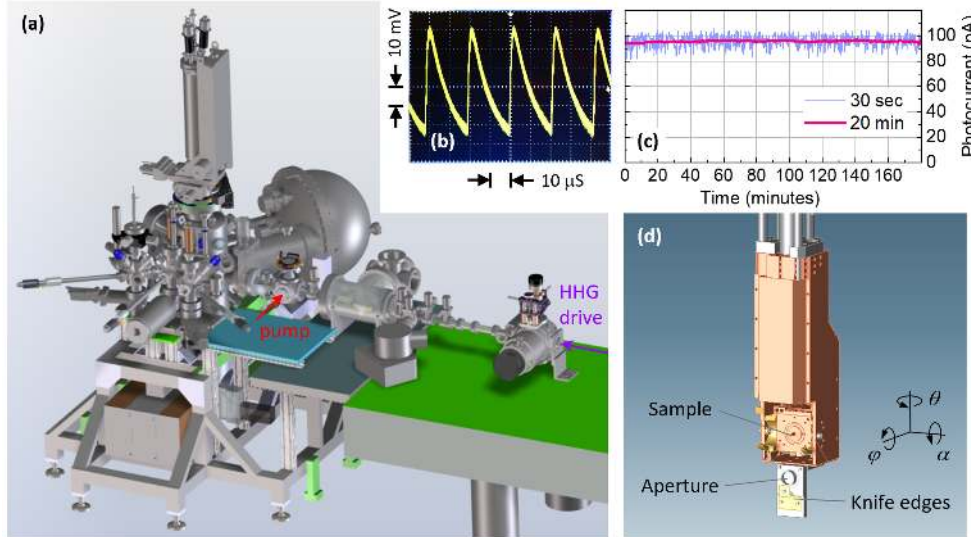 (a)
10 mV
(b)
10 µS
Photocurrent (pA)
100
80
60
40
20
0
30 sec
20 min
(c)
0 20 40 60 80 100 120 140 160
Time (minutes)
pump
HHG
drive
(d)
Sample
θ
φ
α
Aperture
Knife edges